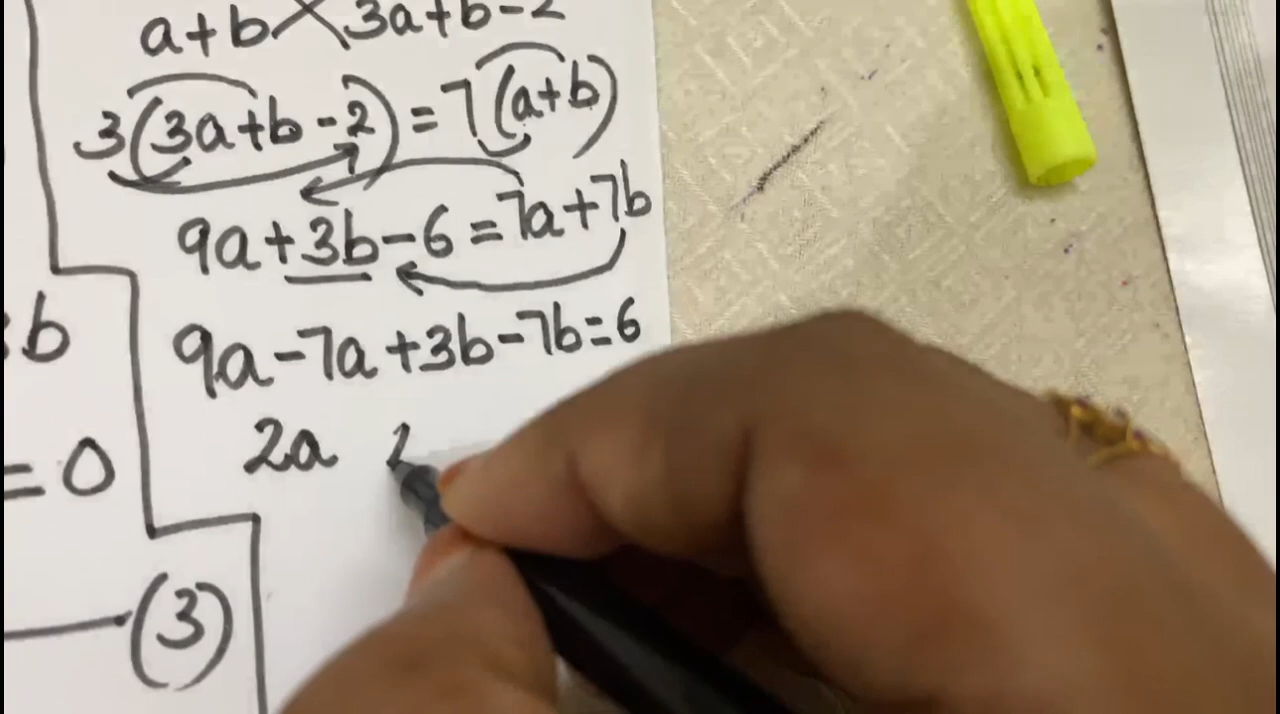 a+b 3a+b-2
3(3a+b-2)=7(a+b)
9a+3b-6=7a+7b
b
9a-7a+3b-7b=6
=0
2a
(3)